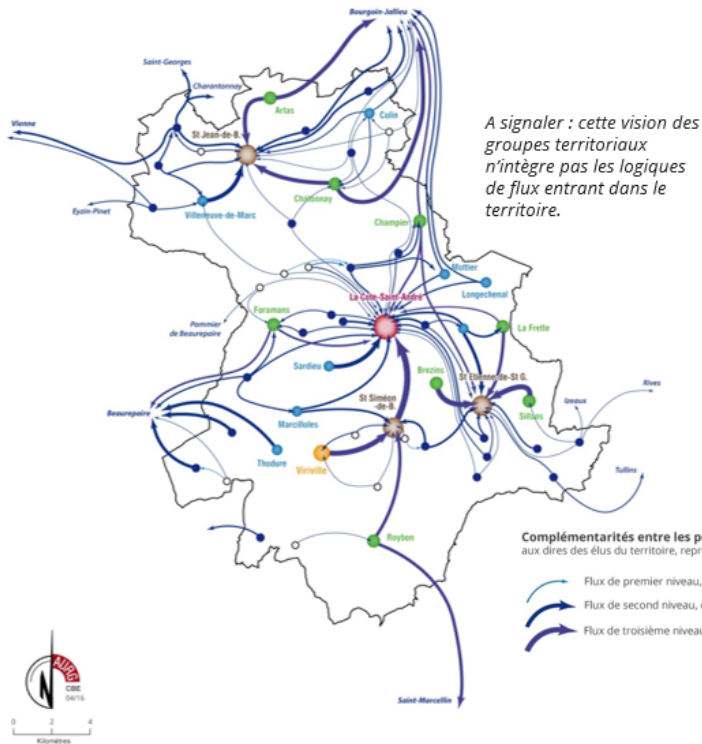 Bourgoin-Jallieu
Saint-Georges
Charantonnay
Artas
Vienne
Culin
St Jean-de-B.
A signaler : cette vision des
groupes territoriaux
n'intègre pas les logiques
de flux entrant dans le
territoire.
Châtonnay
Eyzin-Pinet
Villeneuve-de-Marc
Champier
Mottier
La Cote-Saint-André
Longechenal
Faramans
Pommier
de Beaurepaire
La Frette
Sardieu
Brezins
St Etienne-de-St G.
Rives
Izeaux
St Siméon
-de-B.
Sillans
Beaurepaire
Marcilloles
Thodure
Viriville
Tullins
Roybon
Complémentarités entre les
aux dires des élus du territoire,
Flux de premier niveau,
Flux de second niveau,
Flux de troisième niveau
Saint-Marcellin
N
AURG
CBE
04/16
0 2 4
Kilomètres